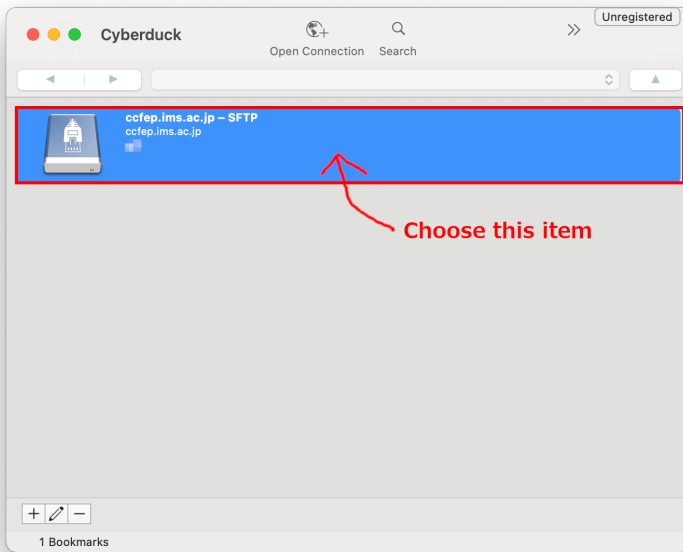 Unregistered
Cyberduck
Open Connection
Search
ccfep.ims.ac.jp – SFTP
ccfep.ims.ac.jp
Choose this item
1 Bookmarks